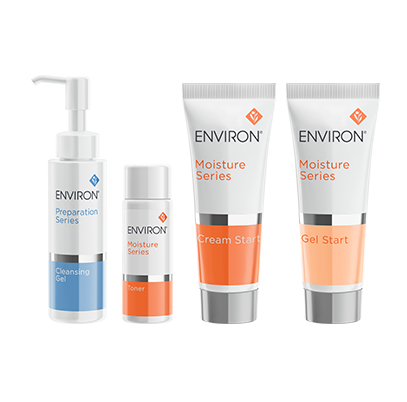 ENVIRON®
Preparation
Series
Cleansing
Gel
ENVIRON®
Moisture
Series
Toner
ENVIRON®
Moisture
Series
Cream Start
ENVIRON®
Moisture
Series
Gel Start